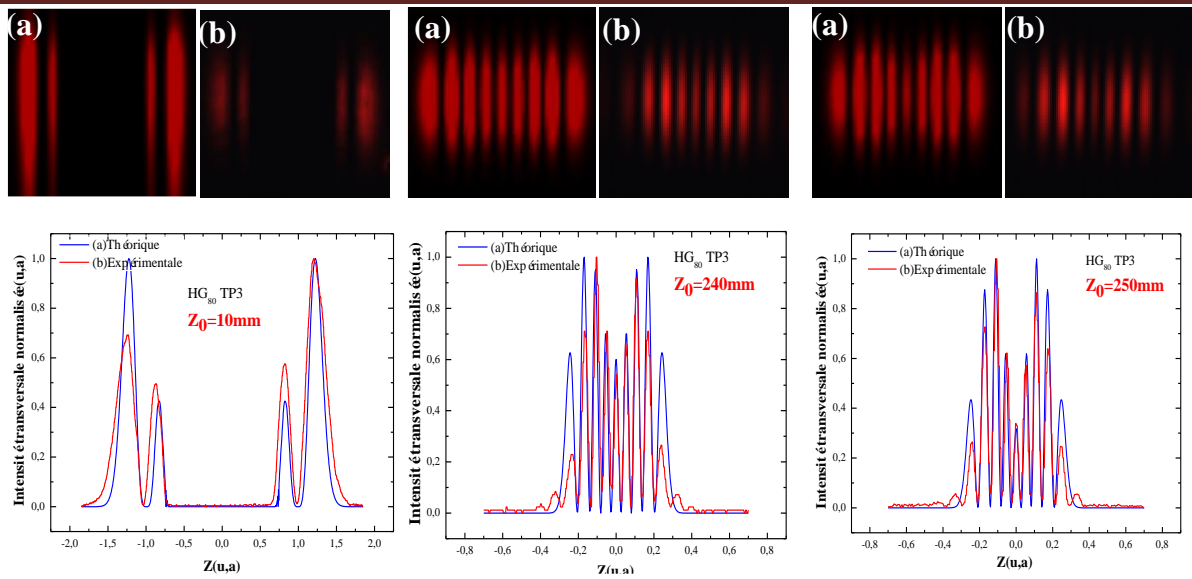 (a) (b) (a) (b) (a) (b)
(a)Théorique
(b)Expérimentale
HG80 TP3
Z0=10mm
Intensité transversale normalisée(u,a)
1,0
0,8
0,6
0,4
0,2
0,0
-2,0 -1,5 -1,0 -0,5 0,0 0,5 1,0 1,5 2,0
Z(u,a)
(a)Théorique
(b)Expérimentale
HG80 TP3
Z0=240mm
Intensité transversale normalisée(u,a)
1,0
0,8
0,6
0,4
0,2
0,0
-0,8 -0,6 -0,4 -0,2 0,0 0,2 0,4 0,6 0,8
Z(u,a)
(a)Théorique
(b)Expérimentale
HG80 TP3
Z0=250mm
Intensité transversale normalisée(u,a)
1,0
0,8
0,6
0,4
0,2
0,0
-0,8 -0,6 -0,4 -0,2 0,0 0,2 0,4 0,6 0,8
Z(u,a)